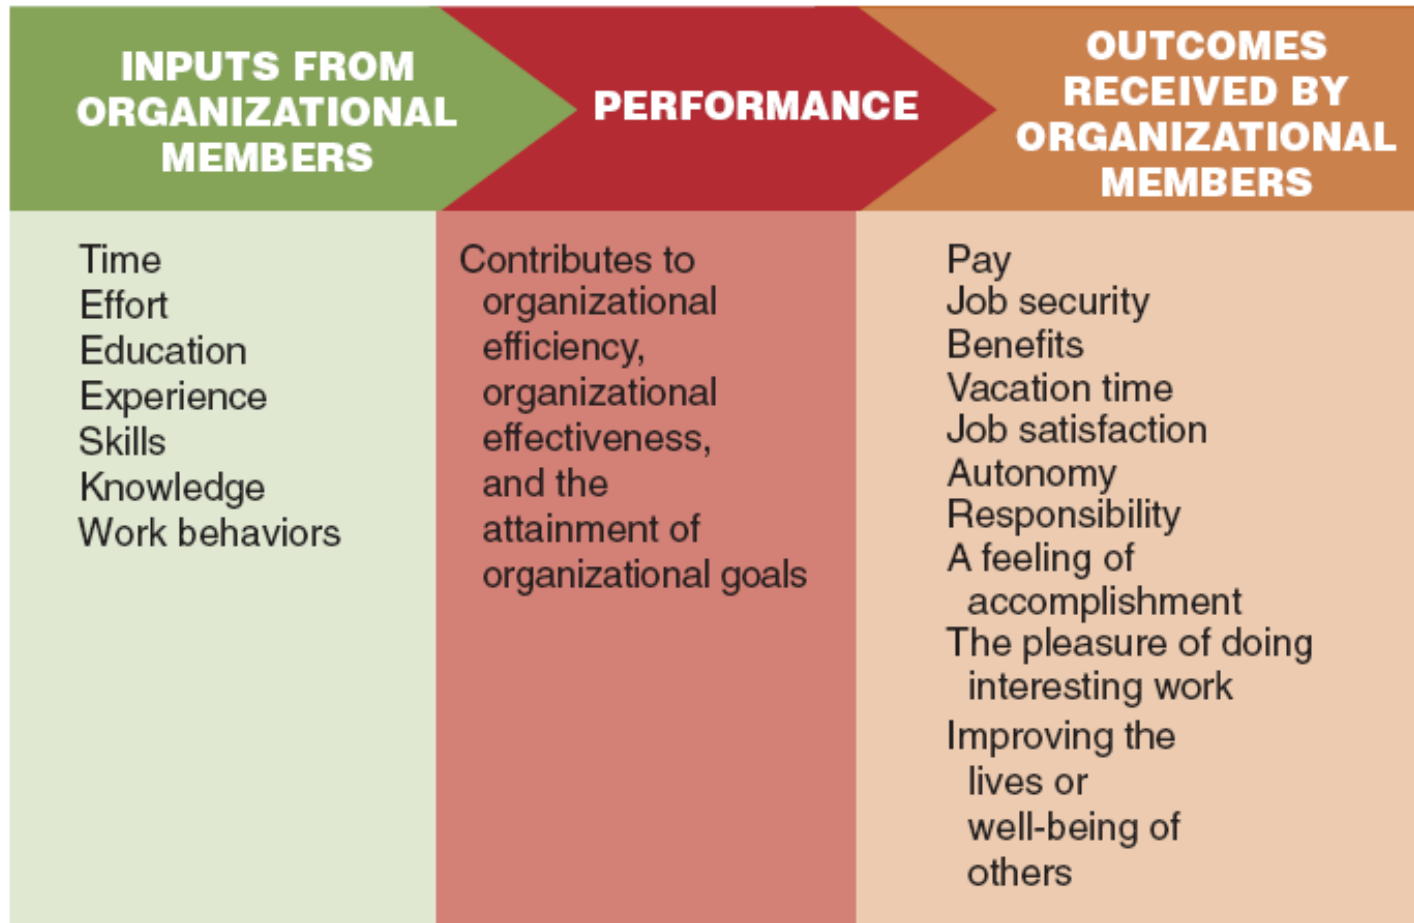 INPUTS FROM
ORGANIZATIONAL
MEMBERS
PERFORMANCE
OUTCOMES
RECEIVED BY
ORGANIZATIONAL
MEMBERS
Time
Effort
Education
Experience
Skills
Knowledge
Work behaviors
Contributes to
organizational
efficiency,
organizational
effectiveness,
and the
attainment of
organizational goals
Pay
Job security
Benefits
Vacation time
Job satisfaction
Autonomy
Responsibility
A feeling of
accomplishment
The pleasure of doing
interesting work
Improving the
lives or
well-being of
others